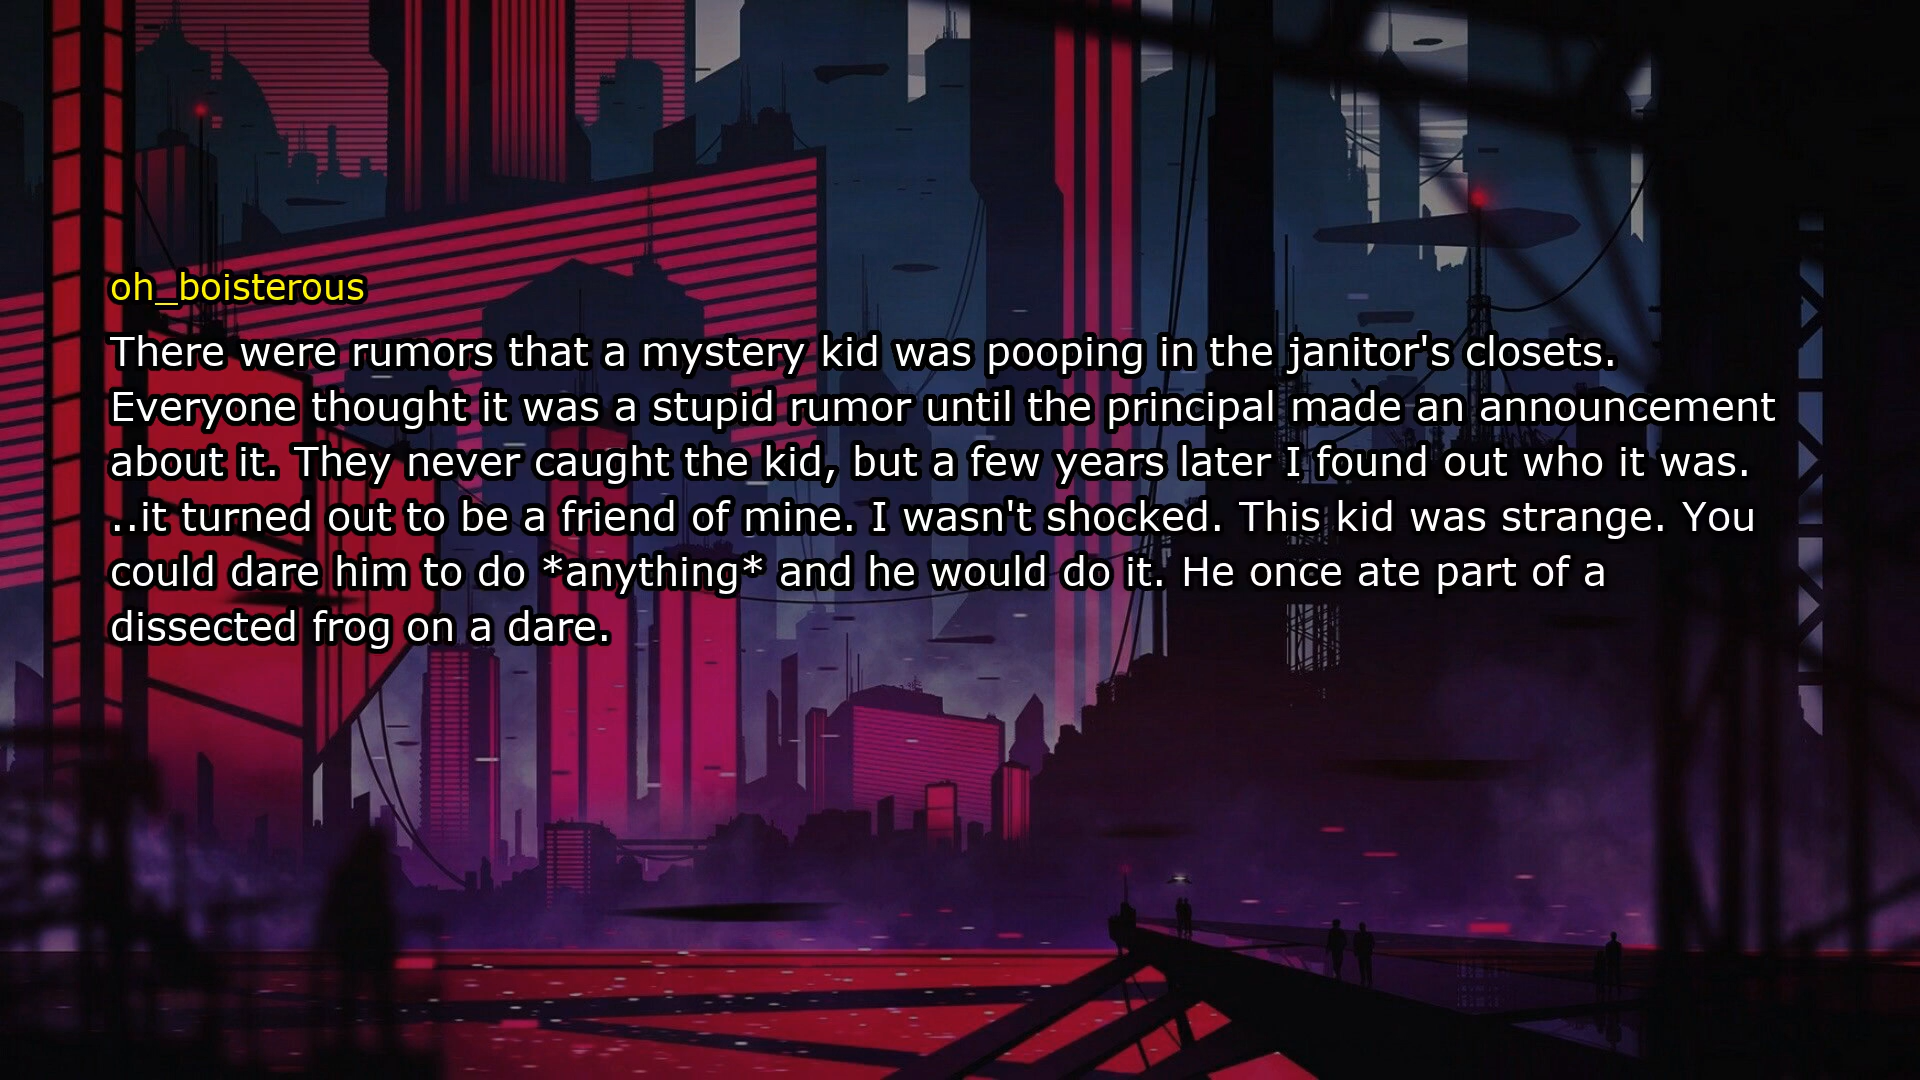 oh_boisterous
There were rumors that a mystery kid was pooping in the janitor's closets.
Everyone thought it was a stupid rumor until the principal made an announcement
about it. They never caught the kid, but a few years later I found out who it was.
..it turned out to be a friend of mine. I wasn't shocked. This kid was strange. You
could dare him to do *anything* and he would do it. He once ate part of a
dissected frog on a dare.